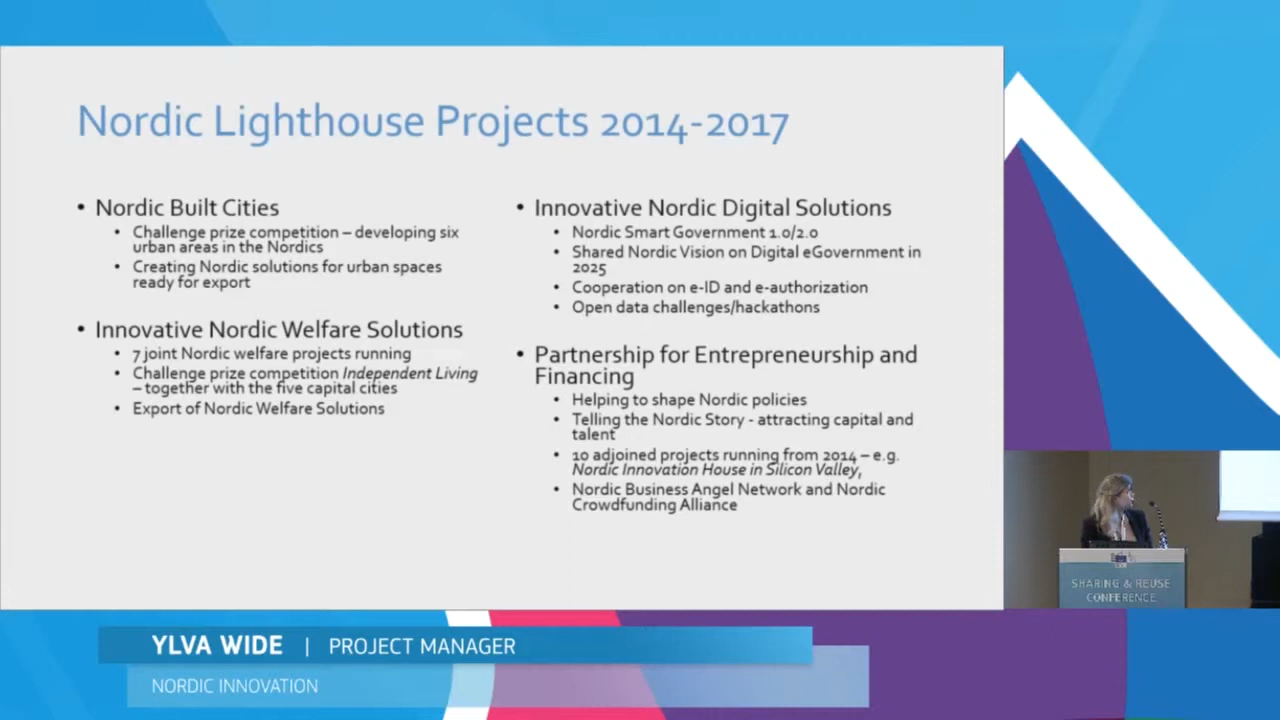 Nordic Lighthouse Projects 2014-2017
• Nordic Built Cities
• Challenge prize competition – developing six
urban areas in the Nordics
• Creating Nordic solutions for urban spaces
ready for export
• Innovative Nordic Welfare Solutions
• 7 joint Nordic welfare projects running
• Challenge prize competition Independent Living
– together with the five capital cities
• Export of Nordic Welfare Solutions
• Innovative Nordic Digital Solutions
• Nordic Smart Government 1.0/2.0
• Shared Nordic Vision on Digital eGovernment in
2025
• Cooperation on e-ID and e-authorization
• Open data challenges/hackathons
• Partnership for Entrepreneurship and
Financing
• Helping to shape Nordic policies
• Telling the Nordic Story - attracting capital and
talent
• 10 adjoined projects running from 2014 – e.g.
Nordic Innovation House in Silicon Valley,
• Nordic Business Angel Network and Nordic
Crowdfunding Alliance
SHARING & REUSE
CONFERENCE
YLVA WIDE | PROJECT MANAGER
NORDIC INNOVATION